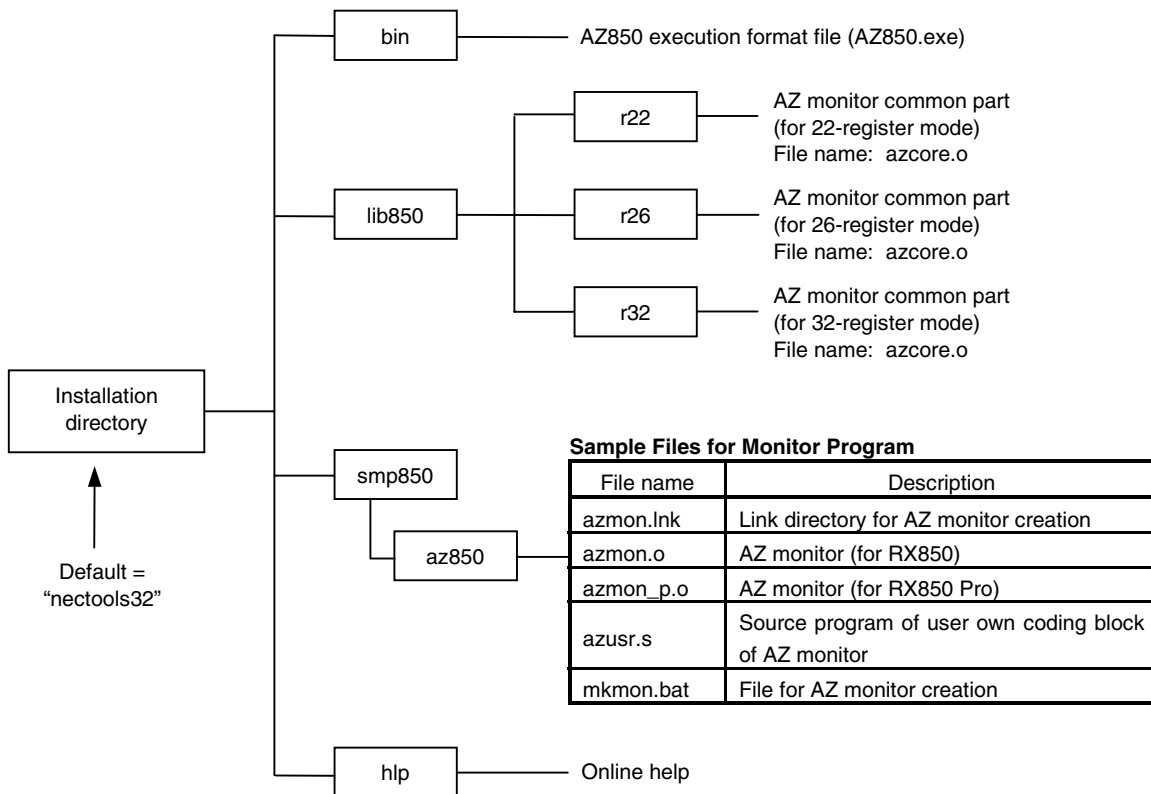 bin
AZ850 execution format file (AZ850.exe)
r22
AZ monitor common part
(for 22-register mode)
File name: azcore.o
lib850
r26
AZ monitor common part
(for 26-register mode)
File name: azcore.o
r32
AZ monitor common part
(for 32-register mode)
File name: azcore.o
Installation
directory
Default =
“nectools32”
smp850
az850
Sample Files for Monitor Program
File name Description
azmon.lnk Link directory for AZ monitor creation
azmon.o AZ monitor (for RX850)
azmon_p.o AZ monitor (for RX850 Pro)
azusr.s Source program of user own coding block
of AZ monitor
mkmon.bat File for AZ monitor creation
hlp
Online help